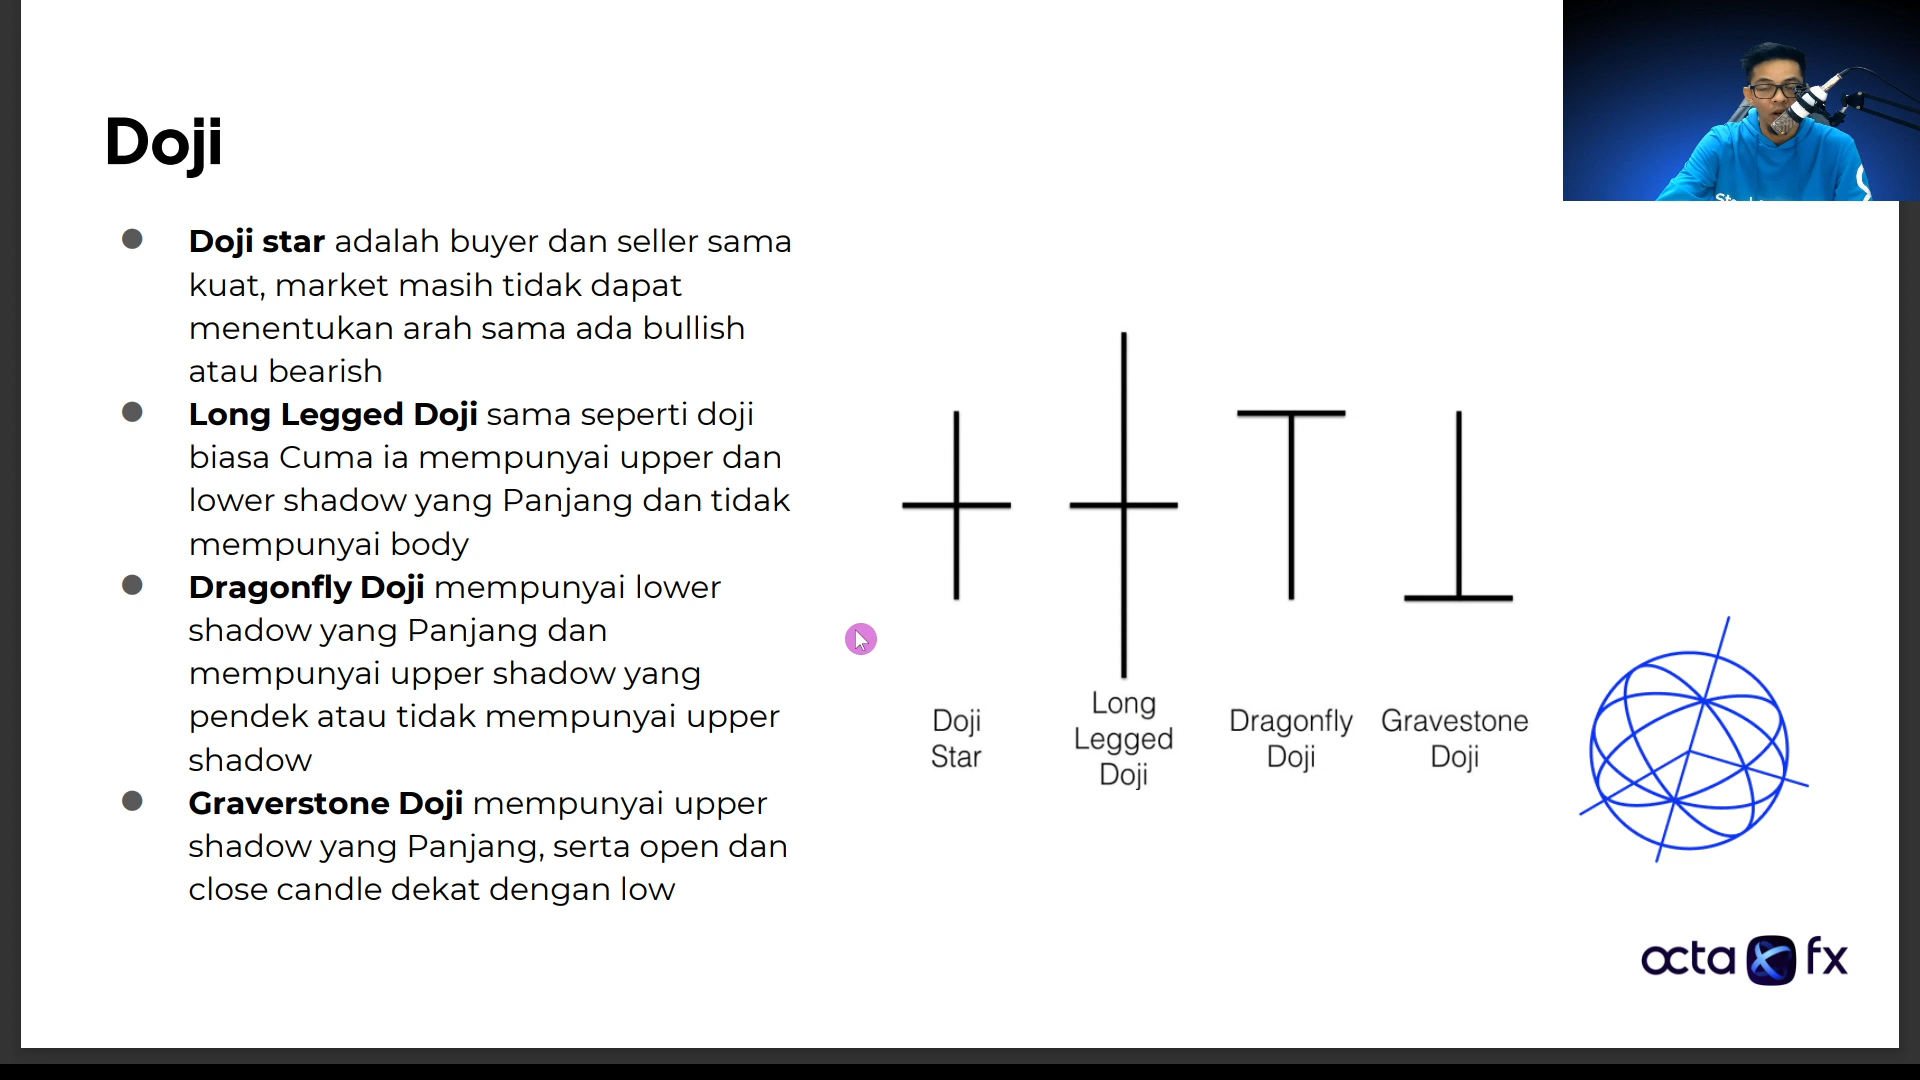 Doji
Doji star adalah buyer dan seller sama
kuat, market masih tidak dapat
menentukan arah sama ada bullish
atau bearish
Long Legged Doji sama seperti doji
biasa Cuma ia mempunyai upper dan
lower shadow yang Panjang dan tidak
mempunyai body
Dragonfly Doji mempunyai lower
shadow yang Panjang dan
mempunyai upper shadow yang
pendek atau tidak mempunyai upper
shadow
Graverstone Doji mempunyai upper
shadow yang Panjang, serta open dan
close candle dekat dengan low
Doji
Star
Long
Legged
Doji
Dragonfly
Doji
Gravestone
Doji
octa fx